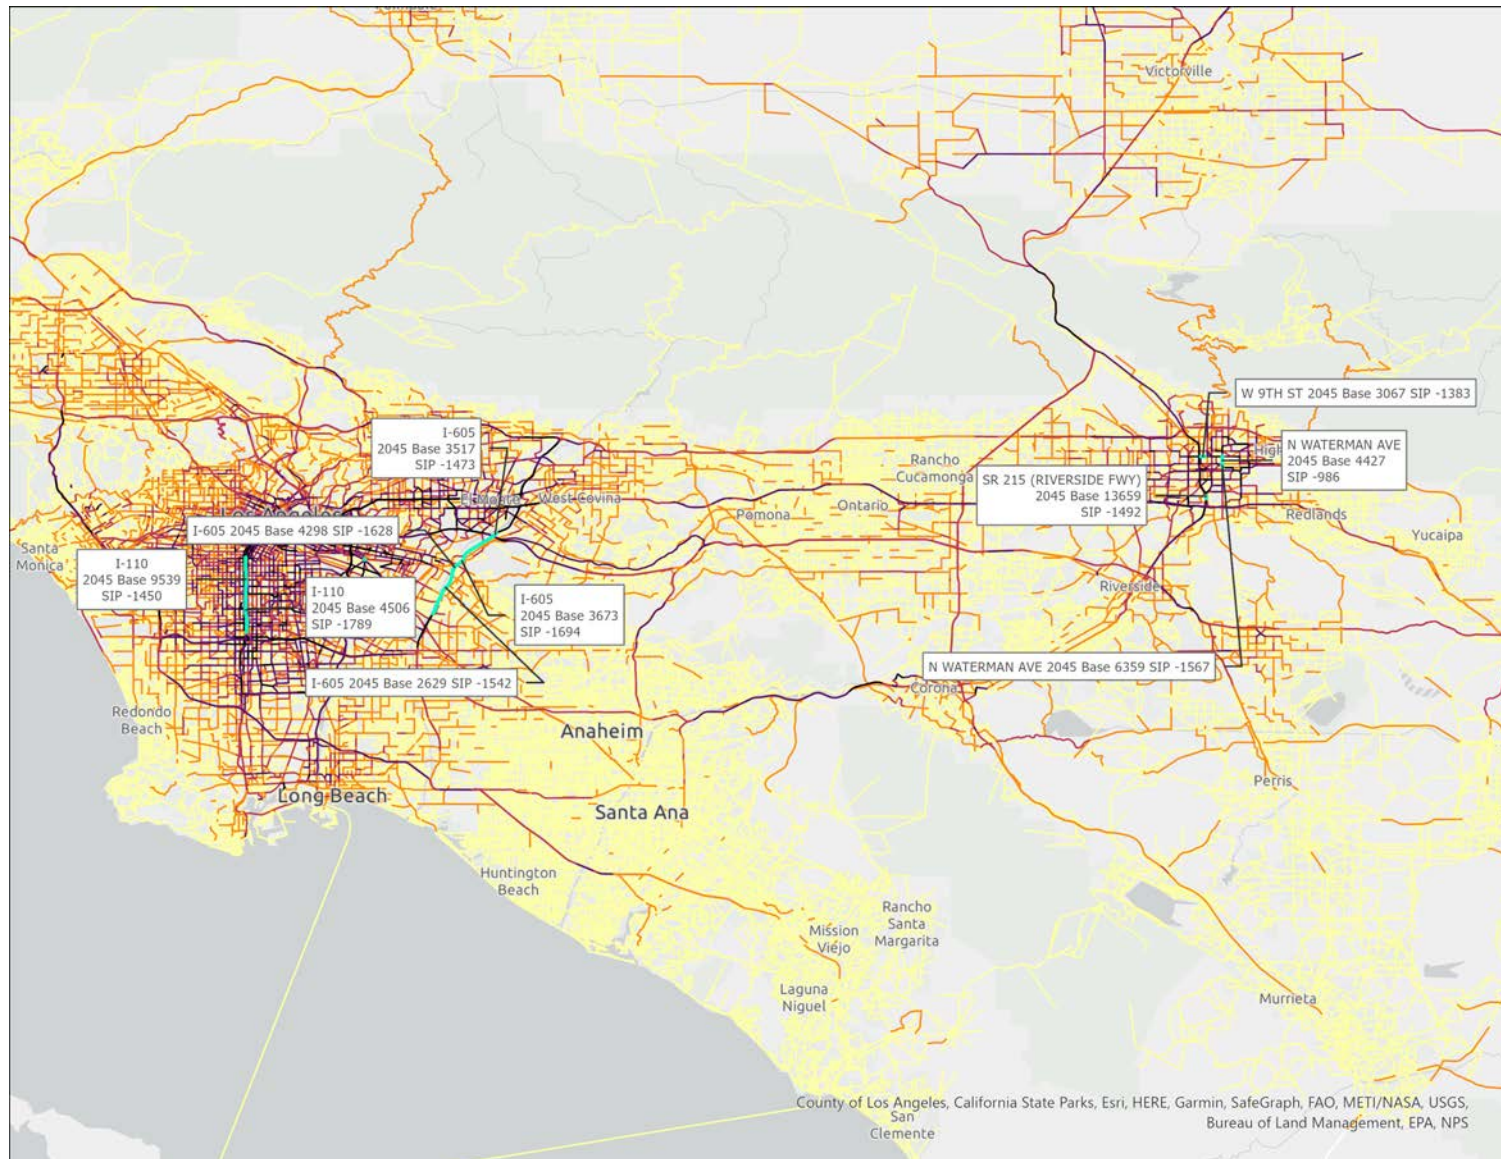 Victorville
W 9TH ST 2045 Base 3067 SIP -1383
I-605
2045 Base 3517
SIP -1473
N WATERMAN AVE
2045 Base 4427
SIP -986
High
Rancho
Cucamonga
SR 215 (RIVERSIDE FWY)
2045 Base 13659
SIP -1492
El Monte
West Covina
Ontario
Pomona
Redlands
Los Angeles
I-605 2045 Base 4298 SIP -1628
Yucaipa
Santa
Monica
I-110
2045 Base 9539
SIP -1450
I-110
2045 Base 4506
SIP -1789
I-605
2045 Base 3673
SIP -1694
Riverside
N WATERMAN AVE 2045 Base 6359 SIP -1567
I-605 2045 Base 2629 SIP -1542
Corona
Redondo
Beach
Anaheim
Perris
Long Beach
Santa Ana
Huntington
Beach
Rancho
Santa
Margarita
Mission
Viejo
Laguna
Niguel
Murrieta
County of Los Angeles, California State Parks, Esri, HERE, Garmin, SafeGraph, FAO, METI/NASA, USGS,
Bureau of Land Management, EPA, NPS
San
Clemente